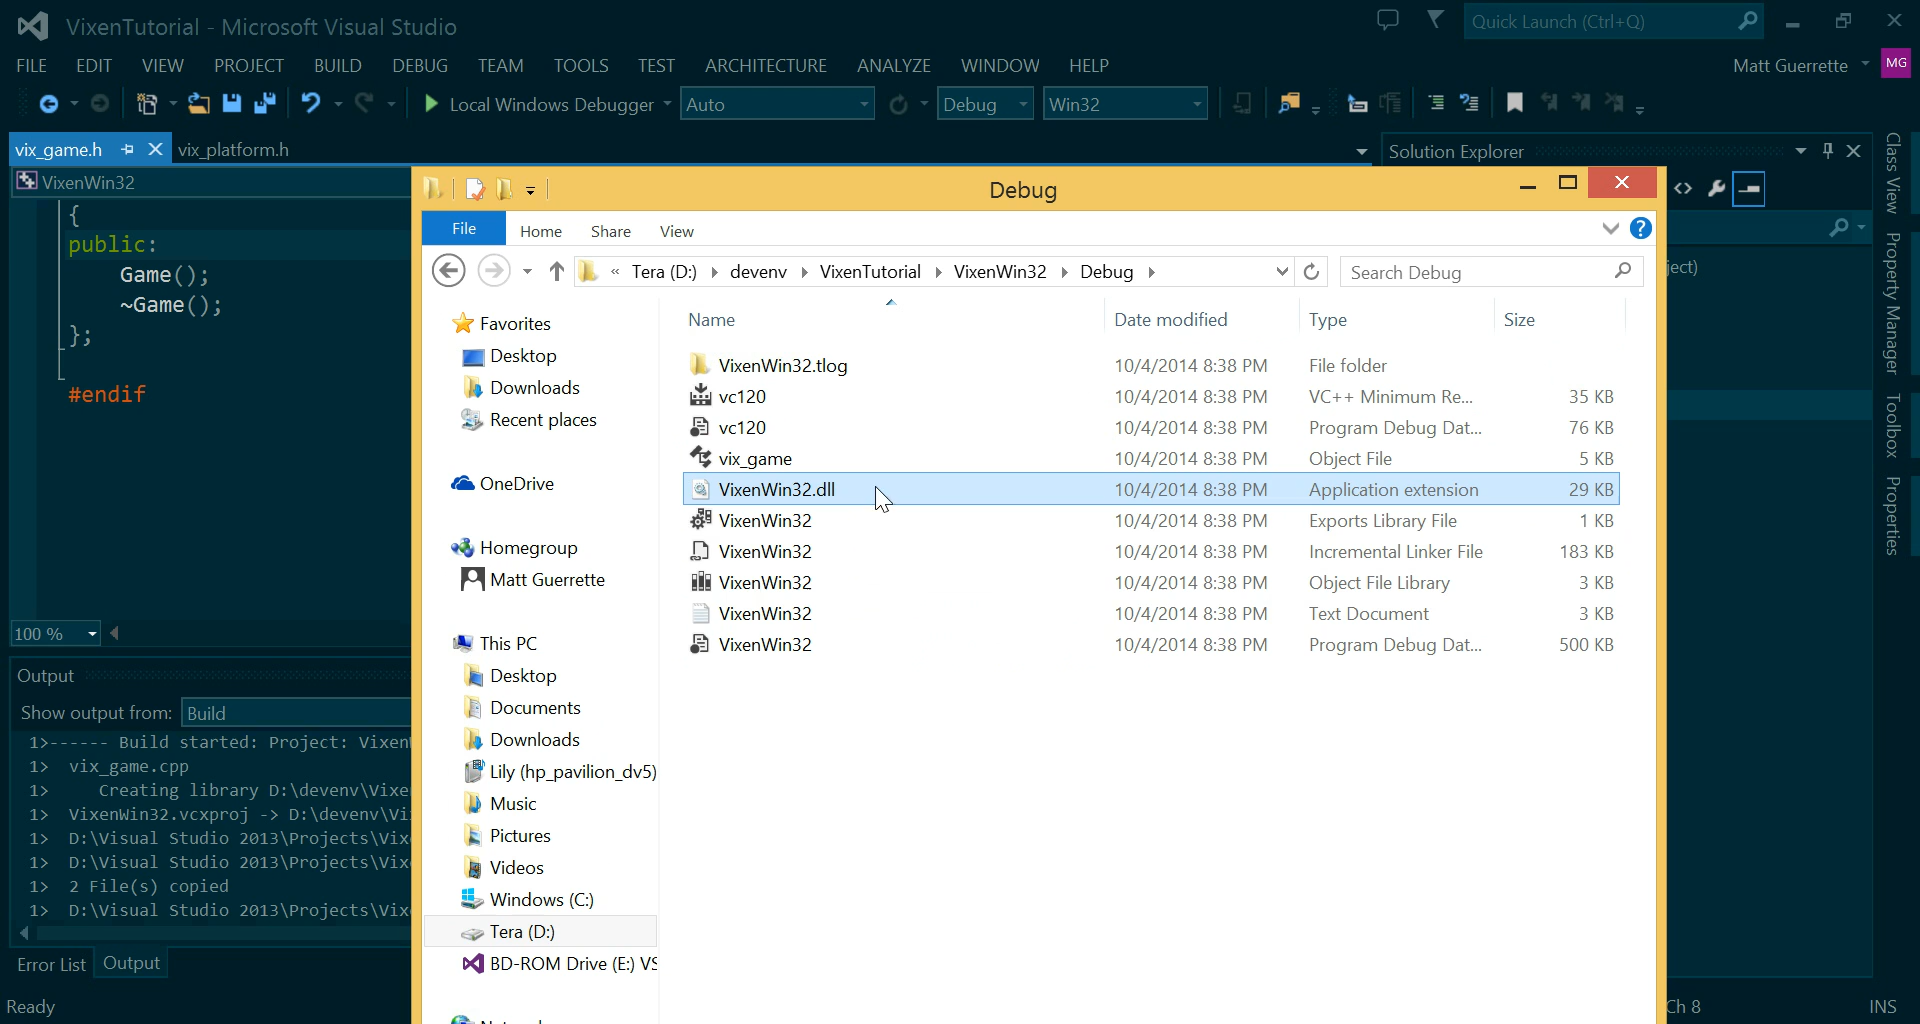 VixenTutorial - Microsoft Visual Studio
Quick Launch (Ctrl+Q)
FILE EDIT VIEW PROJECT BUILD DEBUG TEAM TOOLS TEST ARCHITECTURE ANALYZE WINDOW HELP
Matt Guerrette MG
Local Windows Debugger Auto Debug Win32
vix_game.h vix_platform.h
Solution Explorer
VixenWin32
{
public:
Game();
~Game();
};
#endif
100 %
Output
Show output from: Build
1>------ Build started: Project: Vixen
1> vix_game.cpp
1> Creating library D:\devenv\Vixe
1> VixenWin32.vcxproj -> D:\devenv\Vi
1> D:\Visual Studio 2013\Projects\Vix
1> D:\Visual Studio 2013\Projects\Vix
1> 2 File(s) copied
1> D:\Visual Studio 2013\Projects\Vix
Error List Output
Ready
Debug
File Home Share View
« Tera (D:) devenv VixenTutorial VixenWin32 Debug
Search Debug
Favorites
Desktop
Downloads
Recent places
OneDrive
Homegroup
Matt Guerrette
This PC
Desktop
Documents
Downloads
Lily (hp_pavilion_dv5)
Music
Pictures
Videos
Windows (C:)
Tera (D:)
BD-ROM Drive (E:) VS
Name Date modified Type Size
VixenWin32.tlog 10/4/2014 8:38 PM File folder
vc120 10/4/2014 8:38 PM VC++ Minimum Re... 35 KB
vc120 10/4/2014 8:38 PM Program Debug Dat... 76 KB
vix_game 10/4/2014 8:38 PM Object File 5 KB
VixenWin32.dll 10/4/2014 8:38 PM Application extension 29 KB
VixenWin32 10/4/2014 8:38 PM Exports Library File 1 KB
VixenWin32 10/4/2014 8:38 PM Incremental Linker File 183 KB
VixenWin32 10/4/2014 8:38 PM Object File Library 3 KB
VixenWin32 10/4/2014 8:38 PM Text Document 3 KB
VixenWin32 10/4/2014 8:38 PM Program Debug Dat... 500 KB
ject)
Class View
Property Manager
Toolbox
Properties
Ch 8
INS